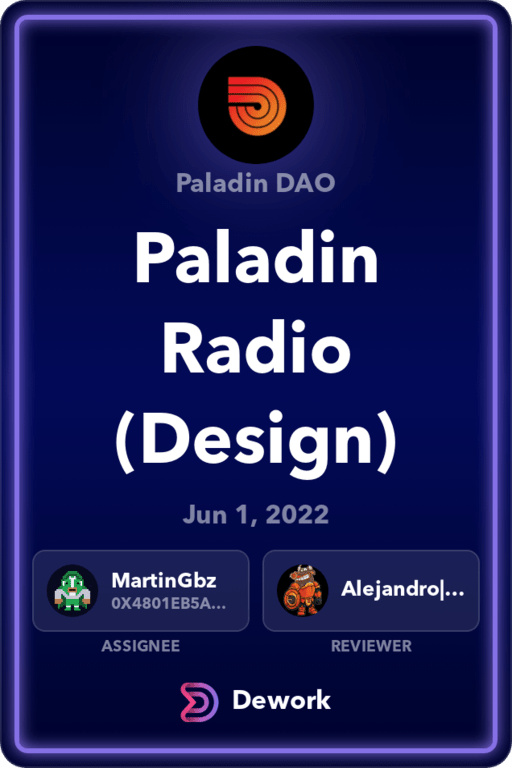 Paladin DAO
Paladin
Radio
(Design)
Jun 1, 2022
MartinGbz
0X4801EB5A...
Alejandro|...
ASSIGNEE
REVIEWER
Dework